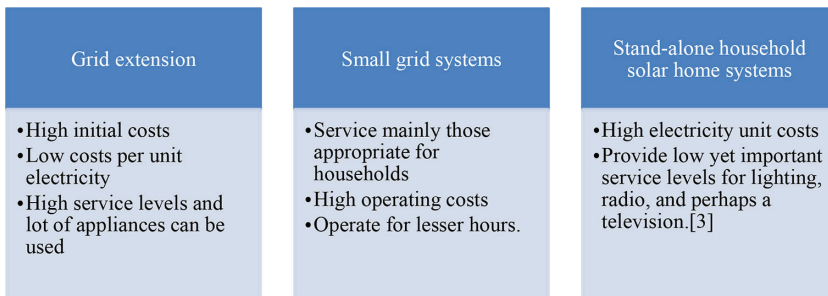 Grid extension
•High initial costs
•Low costs per unit
electricity
•High service levels and
lot of appliances can be
used
Small grid systems
•Service mainly those
appropriate for
households
•High operating costs
•Operate for lesser hours.
Stand-alone household
solar home systems
•High electricity unit costs
•Provide low yet important
service levels for lighting,
radio, and perhaps a
television.[3]